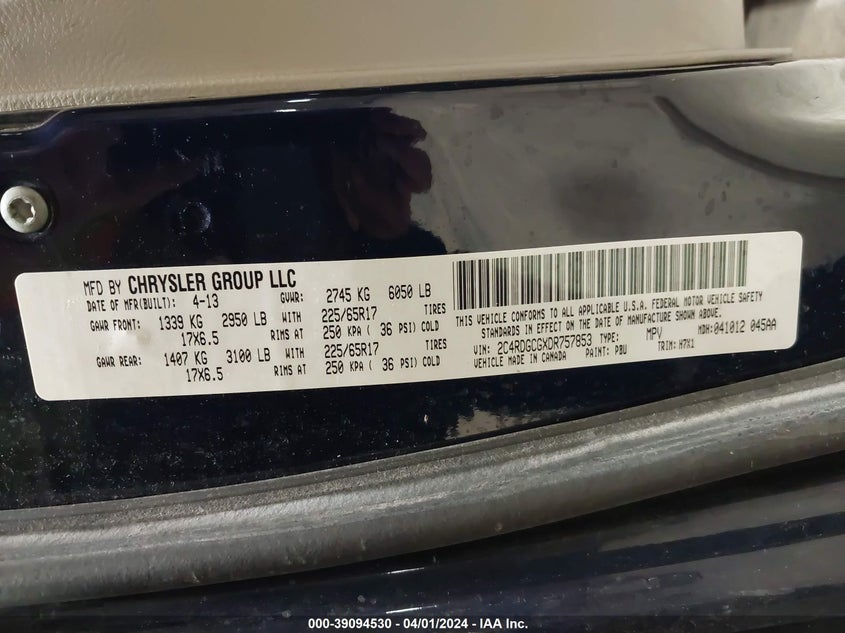 MFD BY CHRYSLER GROUP LLC
DATE OF MFR(BUILT): 4-13 GVWR: 2745 KG 6050 LB
GAWR FRONT: 1339 KG 2950 LB WITH 225/65R17 TIRES
17X6.5 RIMS AT 250 KPA ( 36 PSI) COLD
GAWR REAR: 1407 KG 3100 LB WITH 225/65R17 TIRES
17X6.5 RIMS AT 250 KPA ( 36 PSI) COLD
THIS VEHICLE CONFORMS TO ALL APPLICABLE U.S.A. FEDERAL MOTOR VEHICLE SAFETY
STANDARDS IN EFFECT ON THE DATE OF MANUFACTURE SHOWN ABOVE.
VIN: 2C4RDGCGXDR757853 TYPE: MPV MDH:041012 045AA
VEHICLE MADE IN CANADA PAINT: PBU TRIM: H7X1
000-39094530 - 04/01/2024 - IAA Inc.